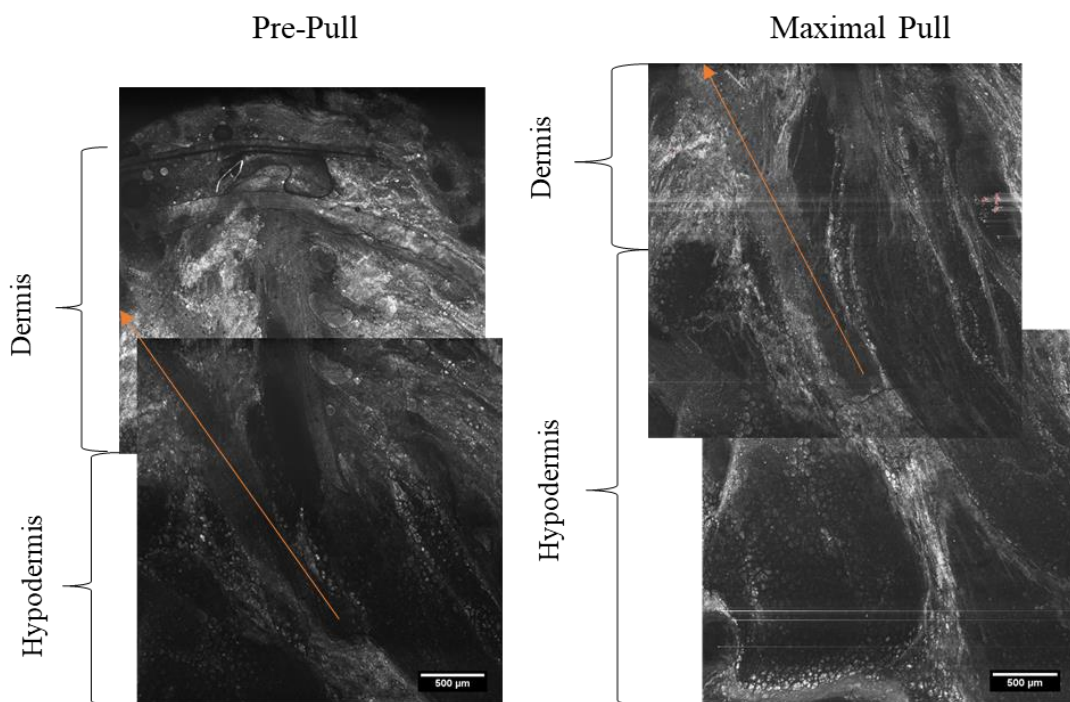 Pre-Pull
Maximal Pull
Dermis
Hypodermis
500 µm
Dermis
Hypodermis
500 µm